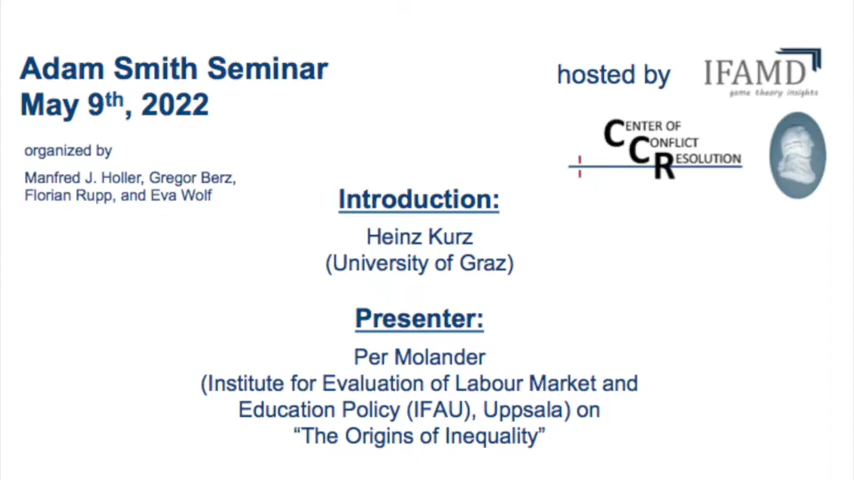 Adam Smith Seminar
May 9th, 2022
hosted by
IFAMD
game theory insights
CENTER OF
CONFLICT
RESOLUTION
organized by
Manfred J. Holler, Gregor Berz,
Florian Rupp, and Eva Wolf
Introduction:
Heinz Kurz
(University of Graz)
Presenter:
Per Molander
(Institute for Evaluation of Labour Market and
Education Policy (IFAU), Uppsala) on
“The Origins of Inequality”